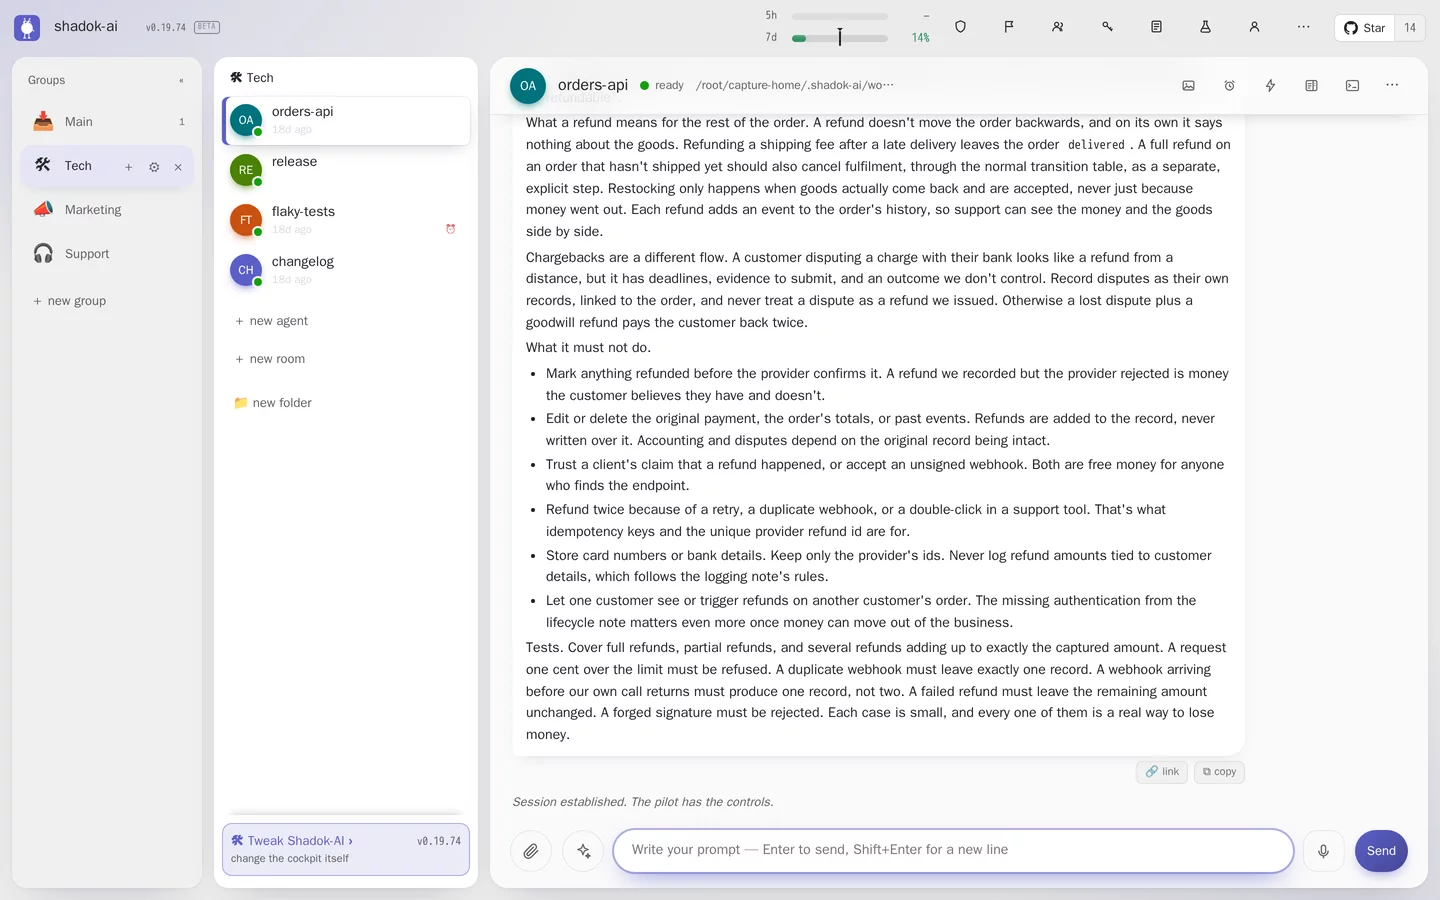 shadok-ai v0.19.74 BETA
5h –
7d 14%
Star 14
Groups «
📥 Main 1
🛠 Tech + ⚙ ×
📣 Marketing
🎧 Support
+ new group
🛠 Tech
OA orders-api
18d ago
RE release
FT flaky-tests
18d ago ⏰
CH changelog
18d ago
+ new agent
+ new room
📁 new folder
🛠 Tweak Shadok-AI › v0.19.74
change the cockpit itself
OA orders-api ready /root/capture-home/.shadok-ai/wo…
refundable .
What a refund means for the rest of the order. A refund doesn't move the order backwards, and on its own it says
nothing about the goods. Refunding a shipping fee after a late delivery leaves the order delivered . A full refund on
an order that hasn't shipped yet should also cancel fulfilment, through the normal transition table, as a separate,
explicit step. Restocking only happens when goods actually come back and are accepted, never just because
money went out. Each refund adds an event to the order's history, so support can see the money and the goods
side by side.
Chargebacks are a different flow. A customer disputing a charge with their bank looks like a refund from a
distance, but it has deadlines, evidence to submit, and an outcome we don't control. Record disputes as their own
records, linked to the order, and never treat a dispute as a refund we issued. Otherwise a lost dispute plus a
goodwill refund pays the customer back twice.
What it must not do.
• Mark anything refunded before the provider confirms it. A refund we recorded but the provider rejected is money
the customer believes they have and doesn't.
• Edit or delete the original payment, the order's totals, or past events. Refunds are added to the record, never
written over it. Accounting and disputes depend on the original record being intact.
• Trust a client's claim that a refund happened, or accept an unsigned webhook. Both are free money for anyone
who finds the endpoint.
• Refund twice because of a retry, a duplicate webhook, or a double-click in a support tool. That's what
idempotency keys and the unique provider refund id are for.
• Store card numbers or bank details. Keep only the provider's ids. Never log refund amounts tied to customer
details, which follows the logging note's rules.
• Let one customer see or trigger refunds on another customer's order. The missing authentication from the
lifecycle note matters even more once money can move out of the business.
Tests. Cover full refunds, partial refunds, and several refunds adding up to exactly the captured amount. A request
one cent over the limit must be refused. A duplicate webhook must leave exactly one record. A webhook arriving
before our own call returns must produce one record, not two. A failed refund must leave the remaining amount
unchanged. A forged signature must be rejected. Each case is small, and every one of them is a real way to lose
money.
🔗 link ⧉ copy
Session established. The pilot has the controls.
Write your prompt — Enter to send, Shift+Enter for a new line
Send